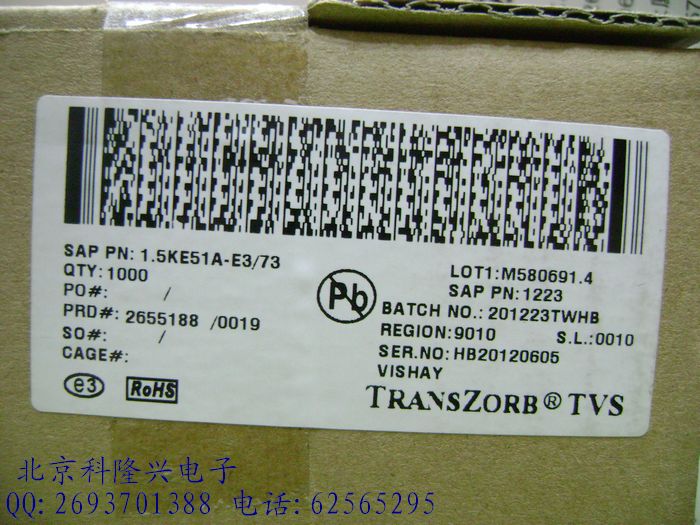 SAP PN: 1.5KE51A-E3/73
QTY: 1000
PO#: /
PRD#: 2655188 /0019
SO#: /
CAGE#:
e3 RoHS
Pb
LOT1:M580691.4
SAP PN:1223
BATCH NO.:201223TWHB
REGION:9010 S.L.:0010
SER.NO:HB20120605
VISHAY
TRANSZORB® TVS
北京科隆兴电子
QQ:2693701388 电话:62565295